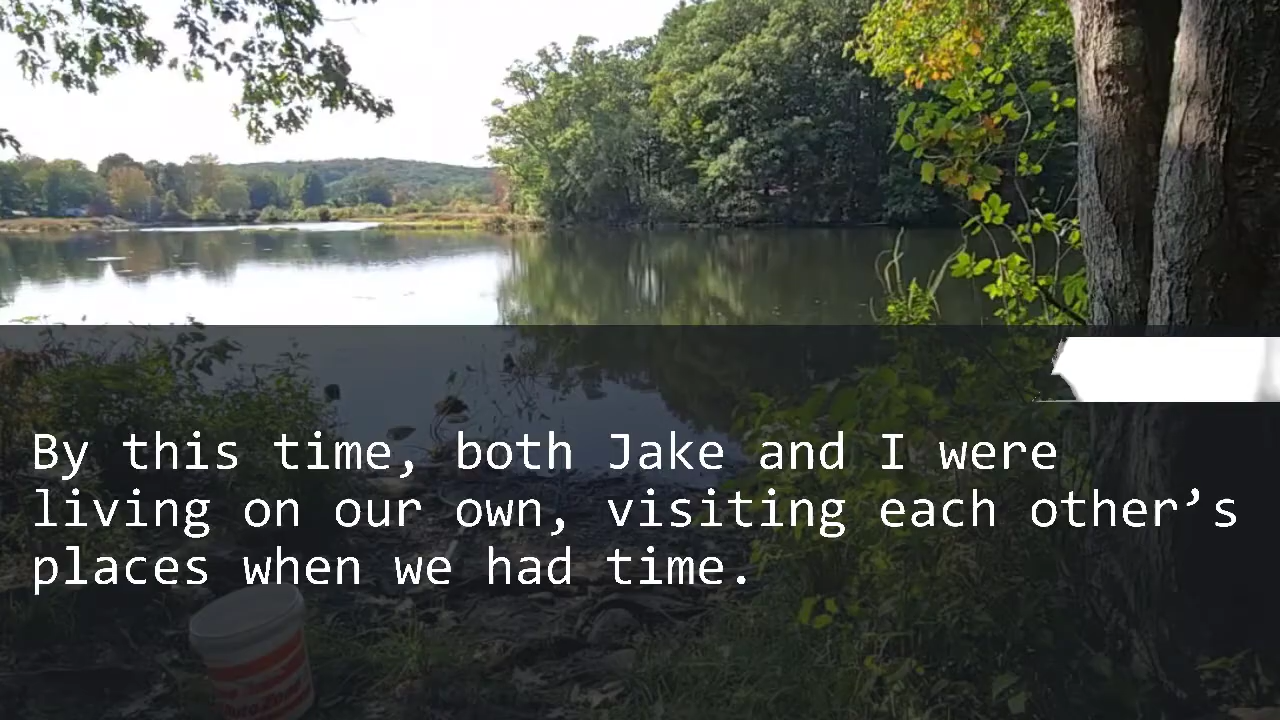 By this time, both Jake and I were
living on our own, visiting each other’s
places when we had time.